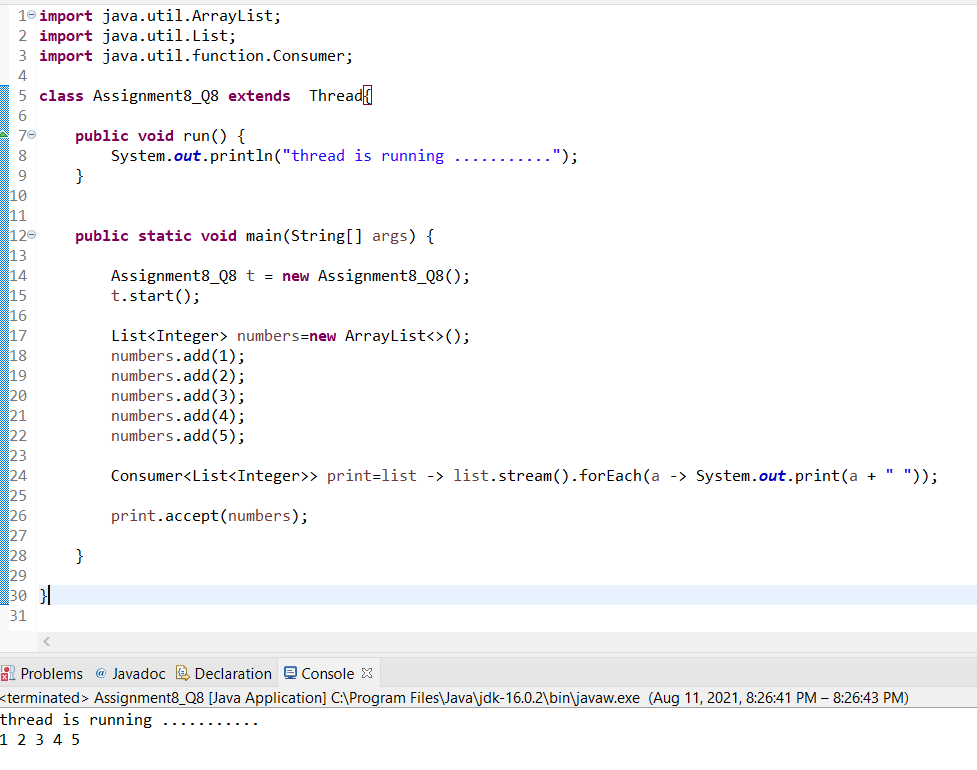 1 import java.util.ArrayList;
2 import java.util.List;
3 import java.util.function.Consumer;
4
5 class Assignment8_Q8 extends  Thread{
6
7     public void run() {
8         System.out.println("thread is running ...........");
9     }
10
11
12     public static void main(String[] args) {
13
14         Assignment8_Q8 t = new Assignment8_Q8();
15         t.start();
16
17         List<Integer> numbers=new ArrayList<>();
18         numbers.add(1);
19         numbers.add(2);
20         numbers.add(3);
21         numbers.add(4);
22         numbers.add(5);
23
24         Consumer<List<Integer>> print=list -> list.stream().forEach(a -> System.out.print(a + " "));
25
26         print.accept(numbers);
27
28     }
29
30 }
31
Problems @ Javadoc Declaration Console
<terminated> Assignment8_Q8 [Java Application] C:\Program Files\Java\jdk-16.0.2\bin\javaw.exe (Aug 11, 2021, 8:26:41 PM – 8:26:43 PM)
thread is running ...........
1 2 3 4 5